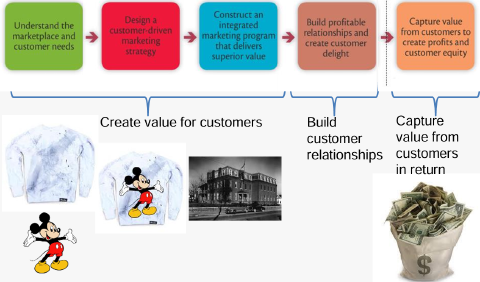 Understand the
marketplace and
customer needs
Design a
customer-driven
marketing
strategy
Construct an
integrated
marketing program
that delivers
superior value
Build profitable
relationships and
create customer
delight
Capture value
from customers to
create profits and
customer equity
Create value for customers
Build
customer
relationships
Capture
value from
customers
in return
$